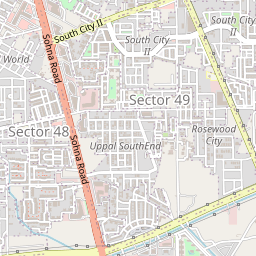 South City II
South City
II
South City
II
Sohna Road
World
Sector 49
Sector 48
Rosewood
City
Uppal SouthEnd
Sohna Road